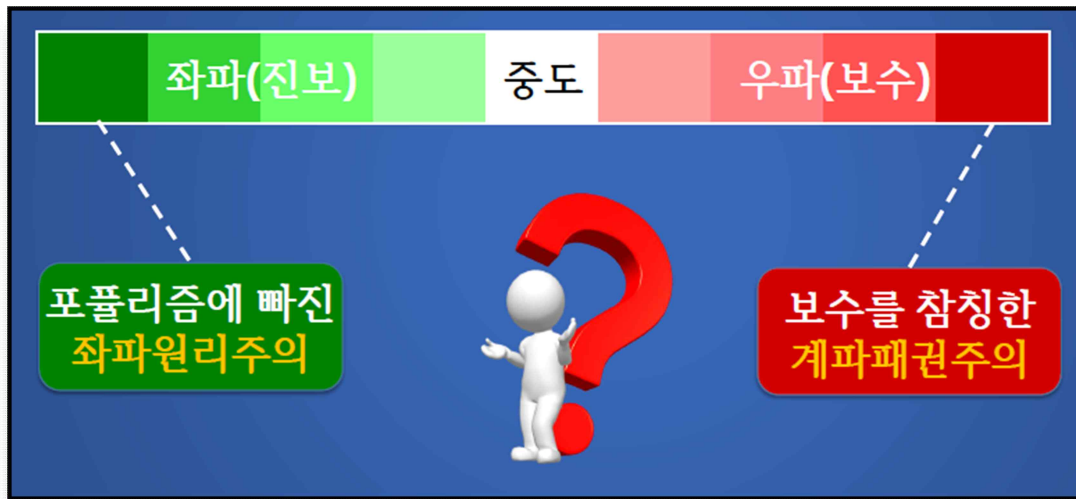 좌파(진보) 중도 우파(보수)
포퓰리즘에 빠진
좌파원리주의
보수를 참칭한
계파패권주의